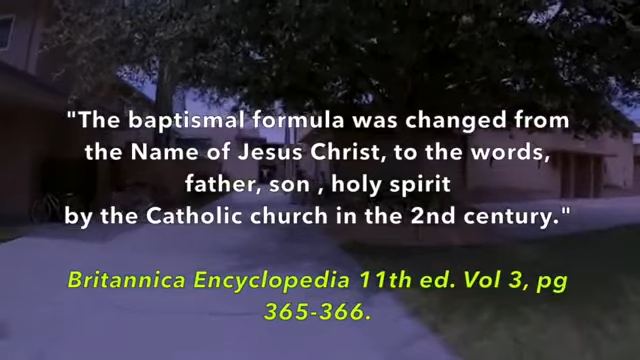 "The baptismal formula was changed from
the Name of Jesus Christ, to the words,
father, son , holy spirit
by the Catholic church in the 2nd century."
Britannica Encyclopedia 11th ed. Vol 3, pg
365-366.